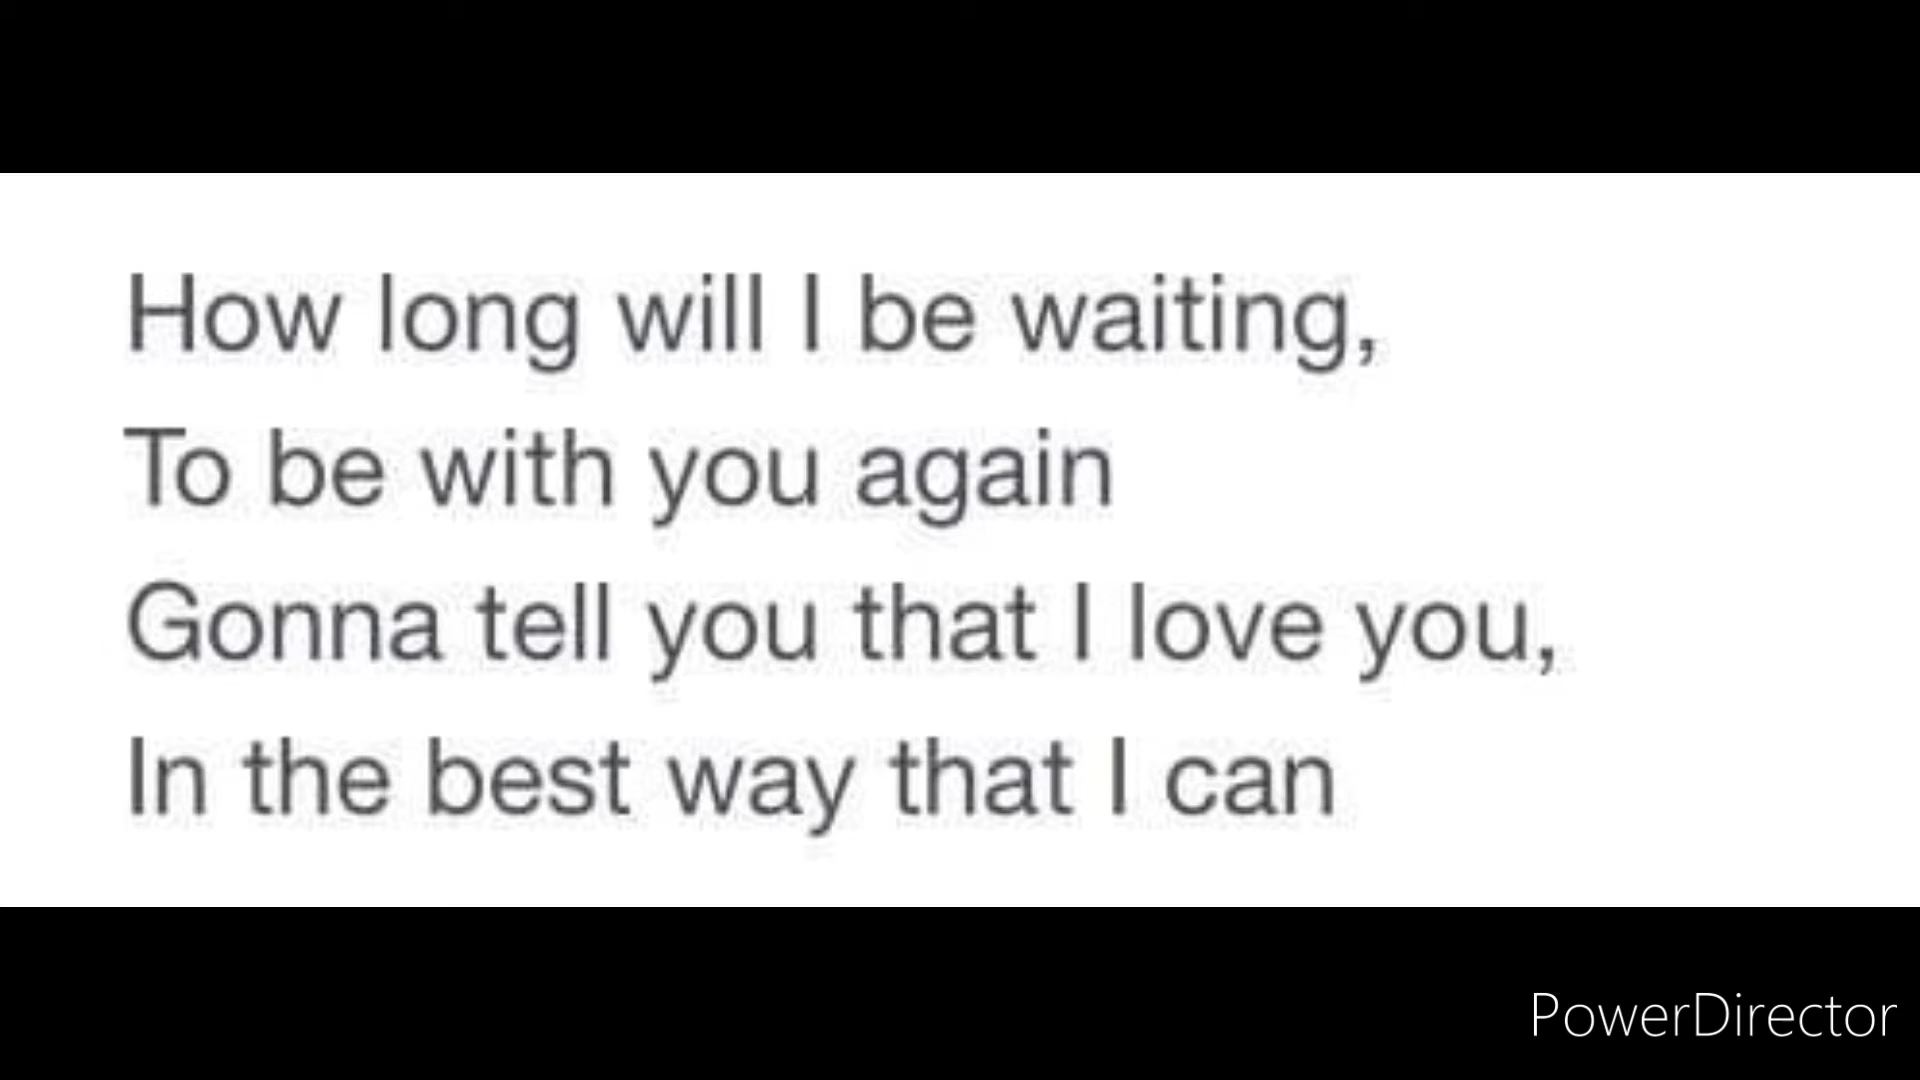 How long will I be waiting,
To be with you again
Gonna tell you that I love you,
In the best way that I can
PowerDirector